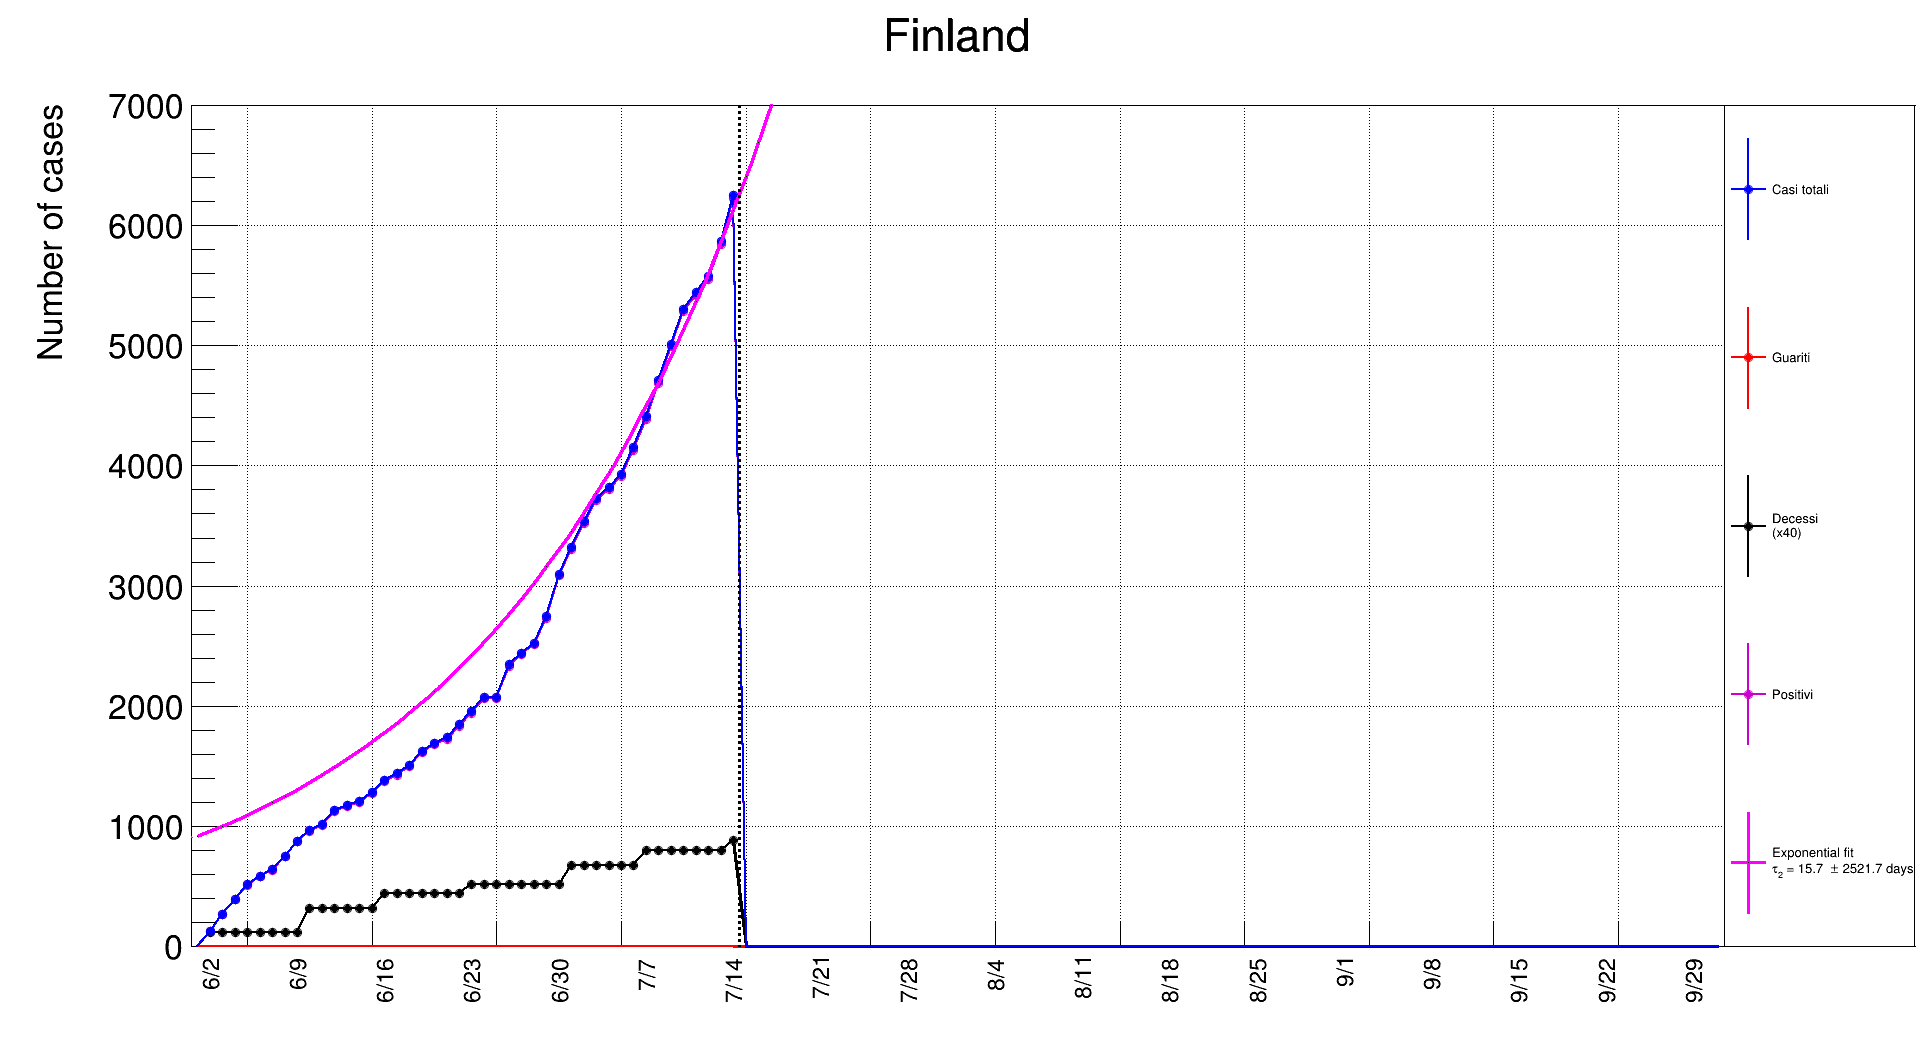 Finland
Number of cases
7000
6000
5000
4000
3000
2000
1000
0
6/2
6/9
6/16
6/23
6/30
7/7
7/14
7/21
7/28
8/4
8/11
8/18
8/25
9/1
9/8
9/15
9/22
9/29
Casi totali
Guariti
Decessi
(x40)
Positivi
Exponential fit
τ2 = 15.7 ± 2521.7 days